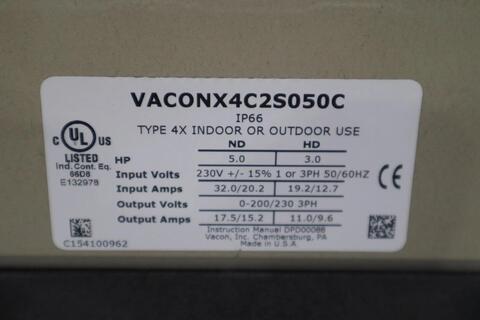 VACONX4C2S050C
IP66
TYPE 4X INDOOR OR OUTDOOR USE
C UL US
LISTED
Ind. Cont. Eq.
66D8
E132978
ND HD
HP 5.0 3.0
Input Volts 230V +/- 15% 1 or 3PH 50/60HZ
Input Amps 32.0/20.2 19.2/12.7
Output Volts 0-200/230 3PH
Output Amps 17.5/15.2 11.0/9.6
CE
Instruction Manual DPD00088
Vacon, Inc. Chambersburg, PA
Made in U.S.A
C154100962